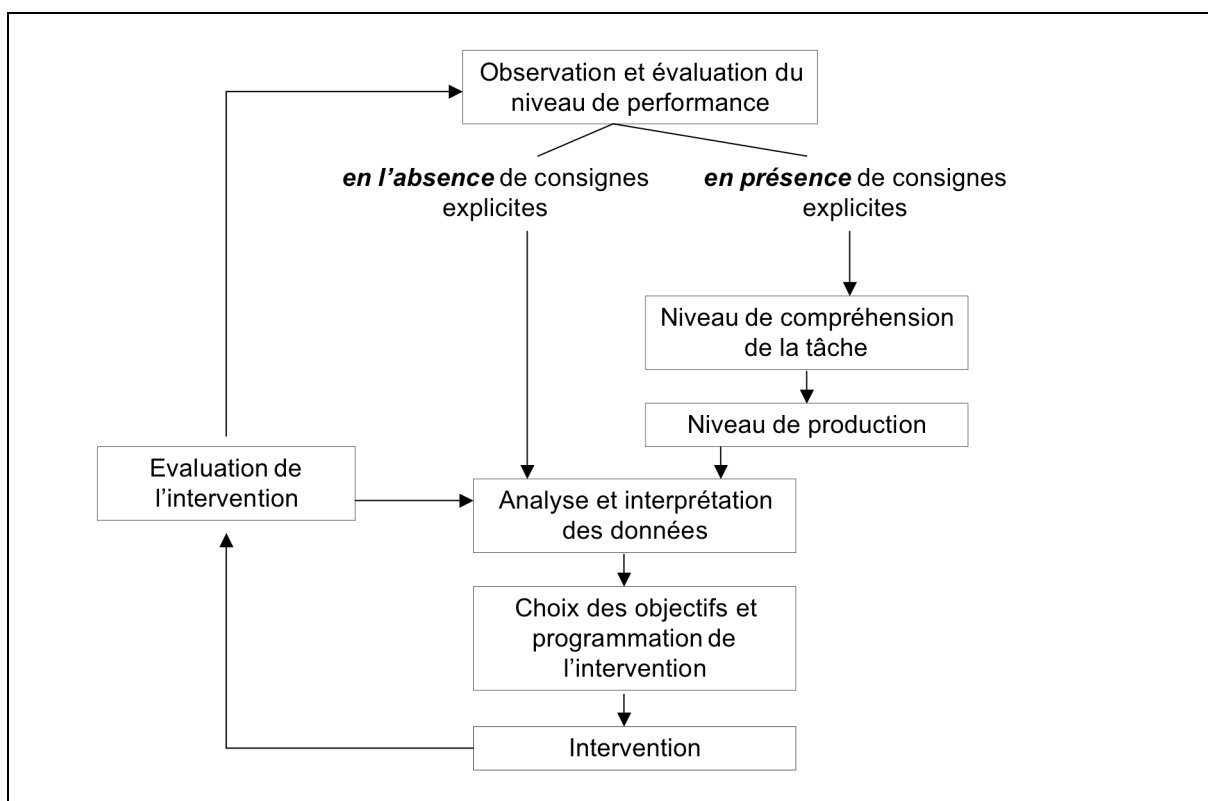 Observation et évaluation du
niveau de performance
en l’absence de consignes
explicites
en présence de consignes
explicites
Niveau de compréhension
de la tâche
Niveau de production
Evaluation de
l’intervention
Analyse et interprétation
des données
Choix des objectifs et
programmation de
l’intervention
Intervention